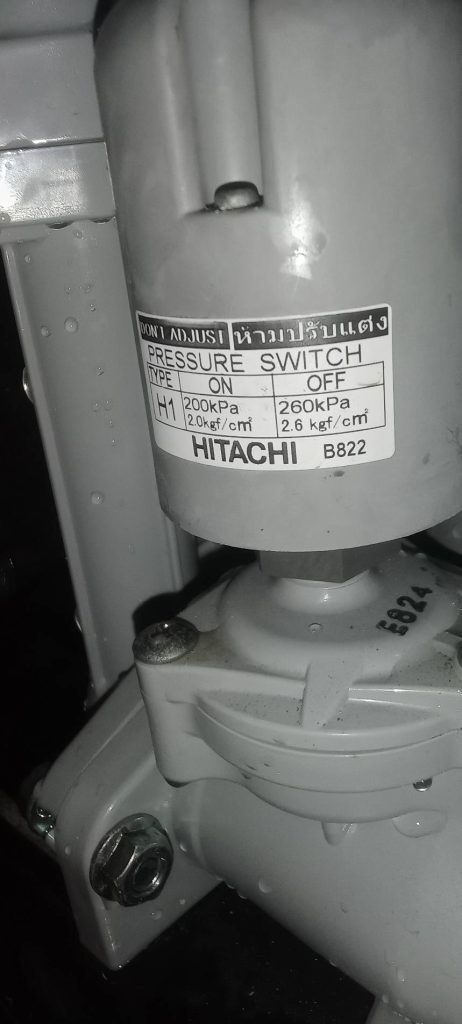 DON'T ADJUST ห้ามปรับแต่ง
PRESSURE SWITCH
TYPE ON OFF
H1 200kPa 260kPa
2.0kgf/cm² 2.6 kgf/cm²
HITACHI B822
E824